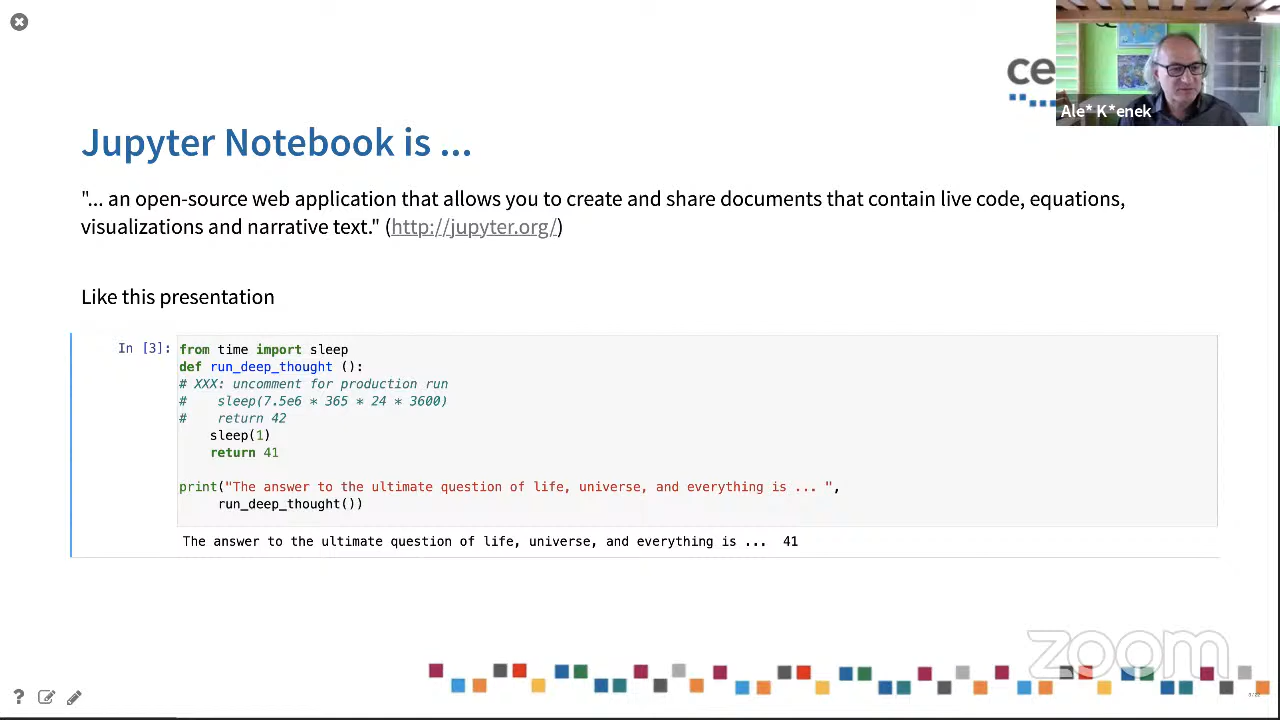 ce
Ale* K*enek
Jupyter Notebook is ...
"... an open-source web application that allows you to create and share documents that contain live code, equations,
visualizations and narrative text." (http://jupyter.org/)
Like this presentation
In [3]:
from time import sleep
def run_deep_thought ():
# XXX: uncomment for production run
#    sleep(7.5e6 * 365 * 24 * 3600)
#    return 42
    sleep(1)
    return 41
print("The answer to the ultimate question of life, universe, and everything is ... ",
     run_deep_thought())
The answer to the ultimate question of life, universe, and everything is ...  41
zoom
?